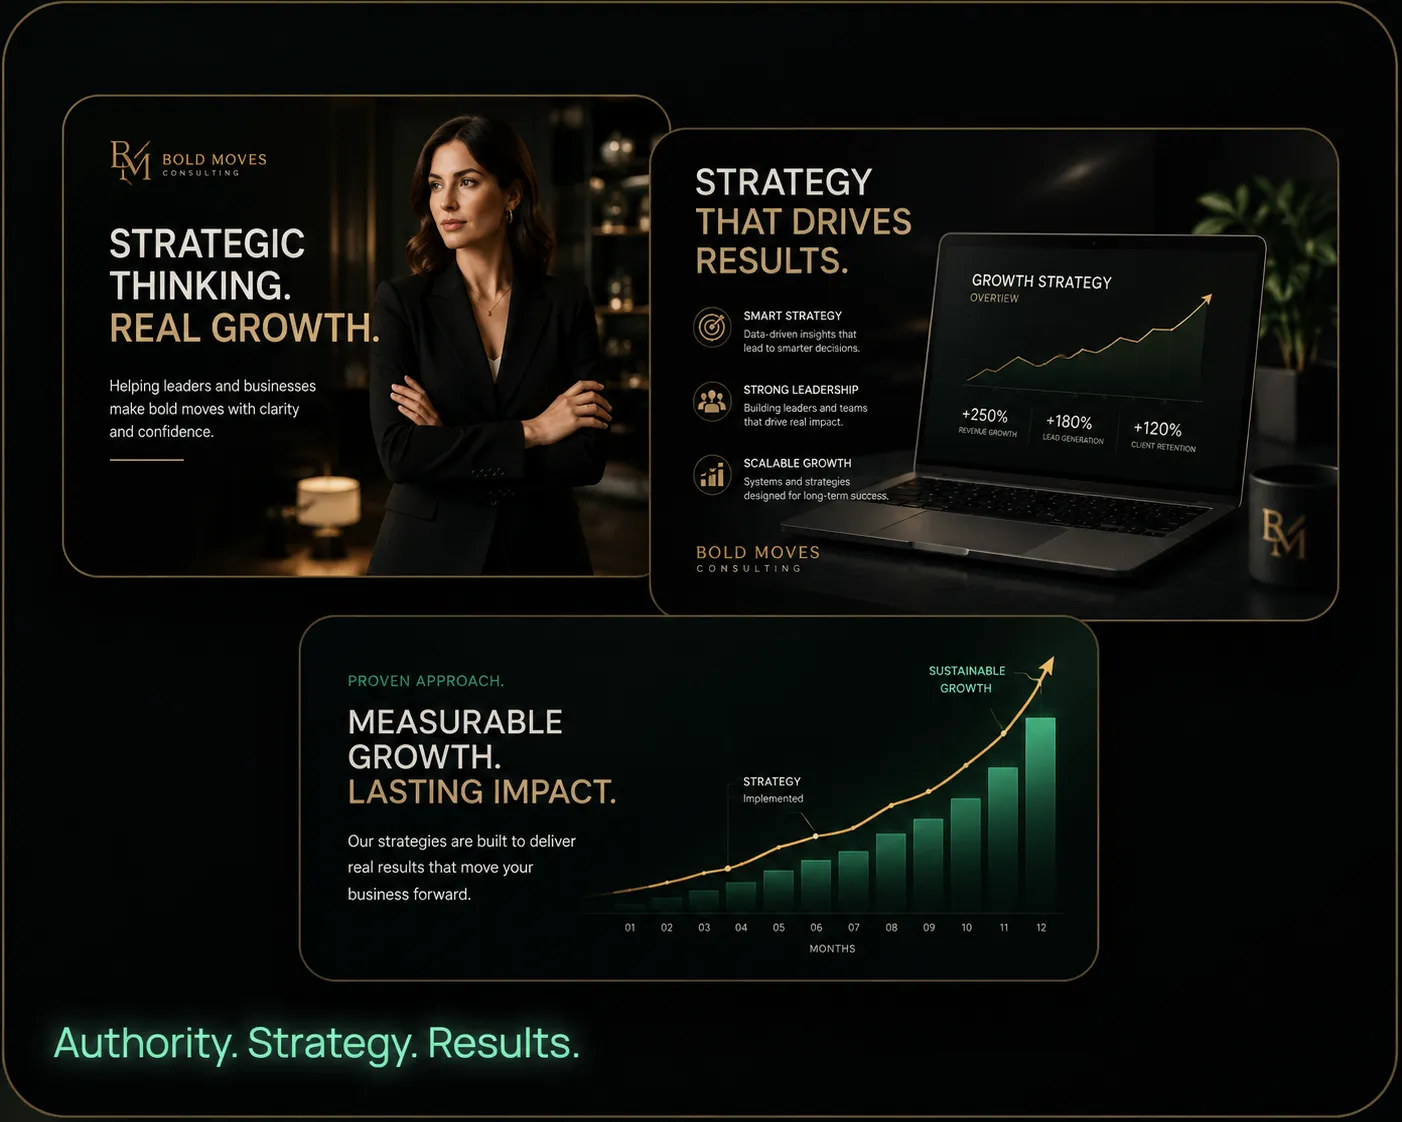 BM BOLD MOVES
CONSULTING
STRATEGIC
THINKING.
REAL GROWTH.
Helping leaders and businesses
make bold moves with clarity
and confidence.
STRATEGY
THAT DRIVES
RESULTS.
SMART STRATEGY
Data-driven insights that
lead to smarter decisions.
STRONG LEADERSHIP
Building leaders and teams
that drive real impact.
SCALABLE GROWTH
Systems and strategies
designed for long-term success.
BOLD MOVES
CONSULTING
GROWTH STRATEGY
OVERVIEW
+250%
REVENUE GROWTH
+180%
LEAD GENERATION
+120%
CLIENT RETENTION
BM
PROVEN APPROACH.
MEASURABLE
GROWTH.
LASTING IMPACT.
Our strategies are built to deliver
real results that move your
business forward.
STRATEGY
Implemented
SUSTAINABLE
GROWTH
01 02 03 04 05 06 07 08 09 10 11 12
MONTHS
Authority. Strategy. Results.